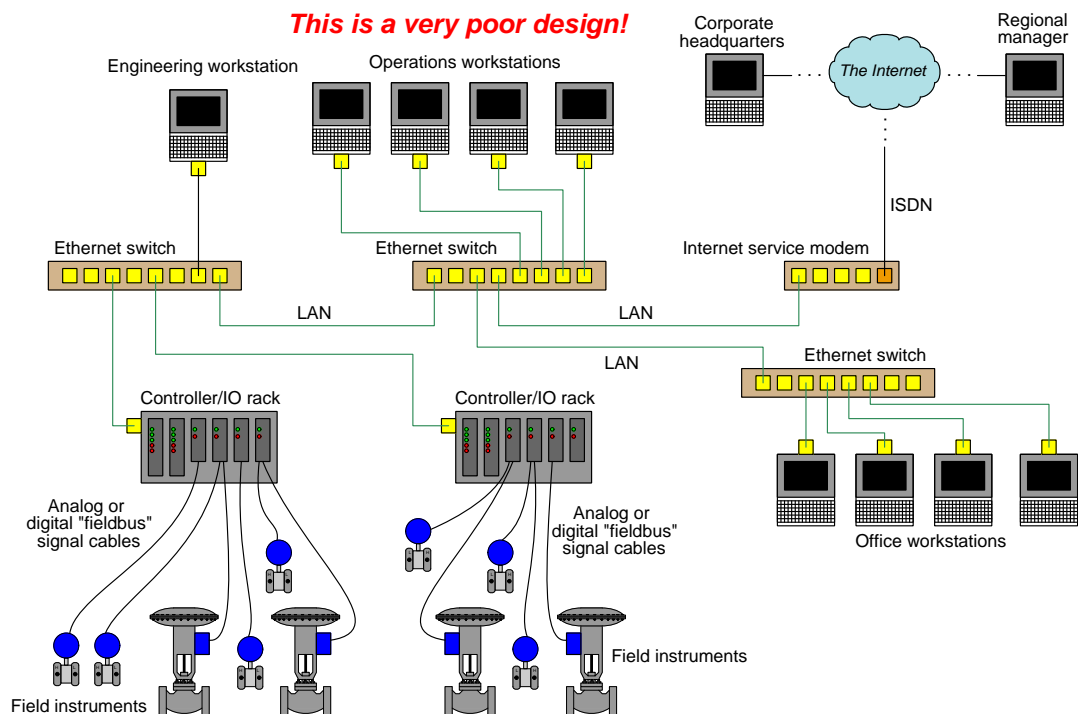 This is a very poor design!
Corporate
headquarters
Regional
manager
The Internet
Engineering workstation
Operations workstations
ISDN
Ethernet switch
Ethernet switch
Internet service modem
LAN
LAN
LAN
Ethernet switch
Controller/IO rack
Controller/IO rack
Analog or
digital "fieldbus"
signal cables
Analog or
digital "fieldbus"
signal cables
Office workstations
Field instruments
Field instruments